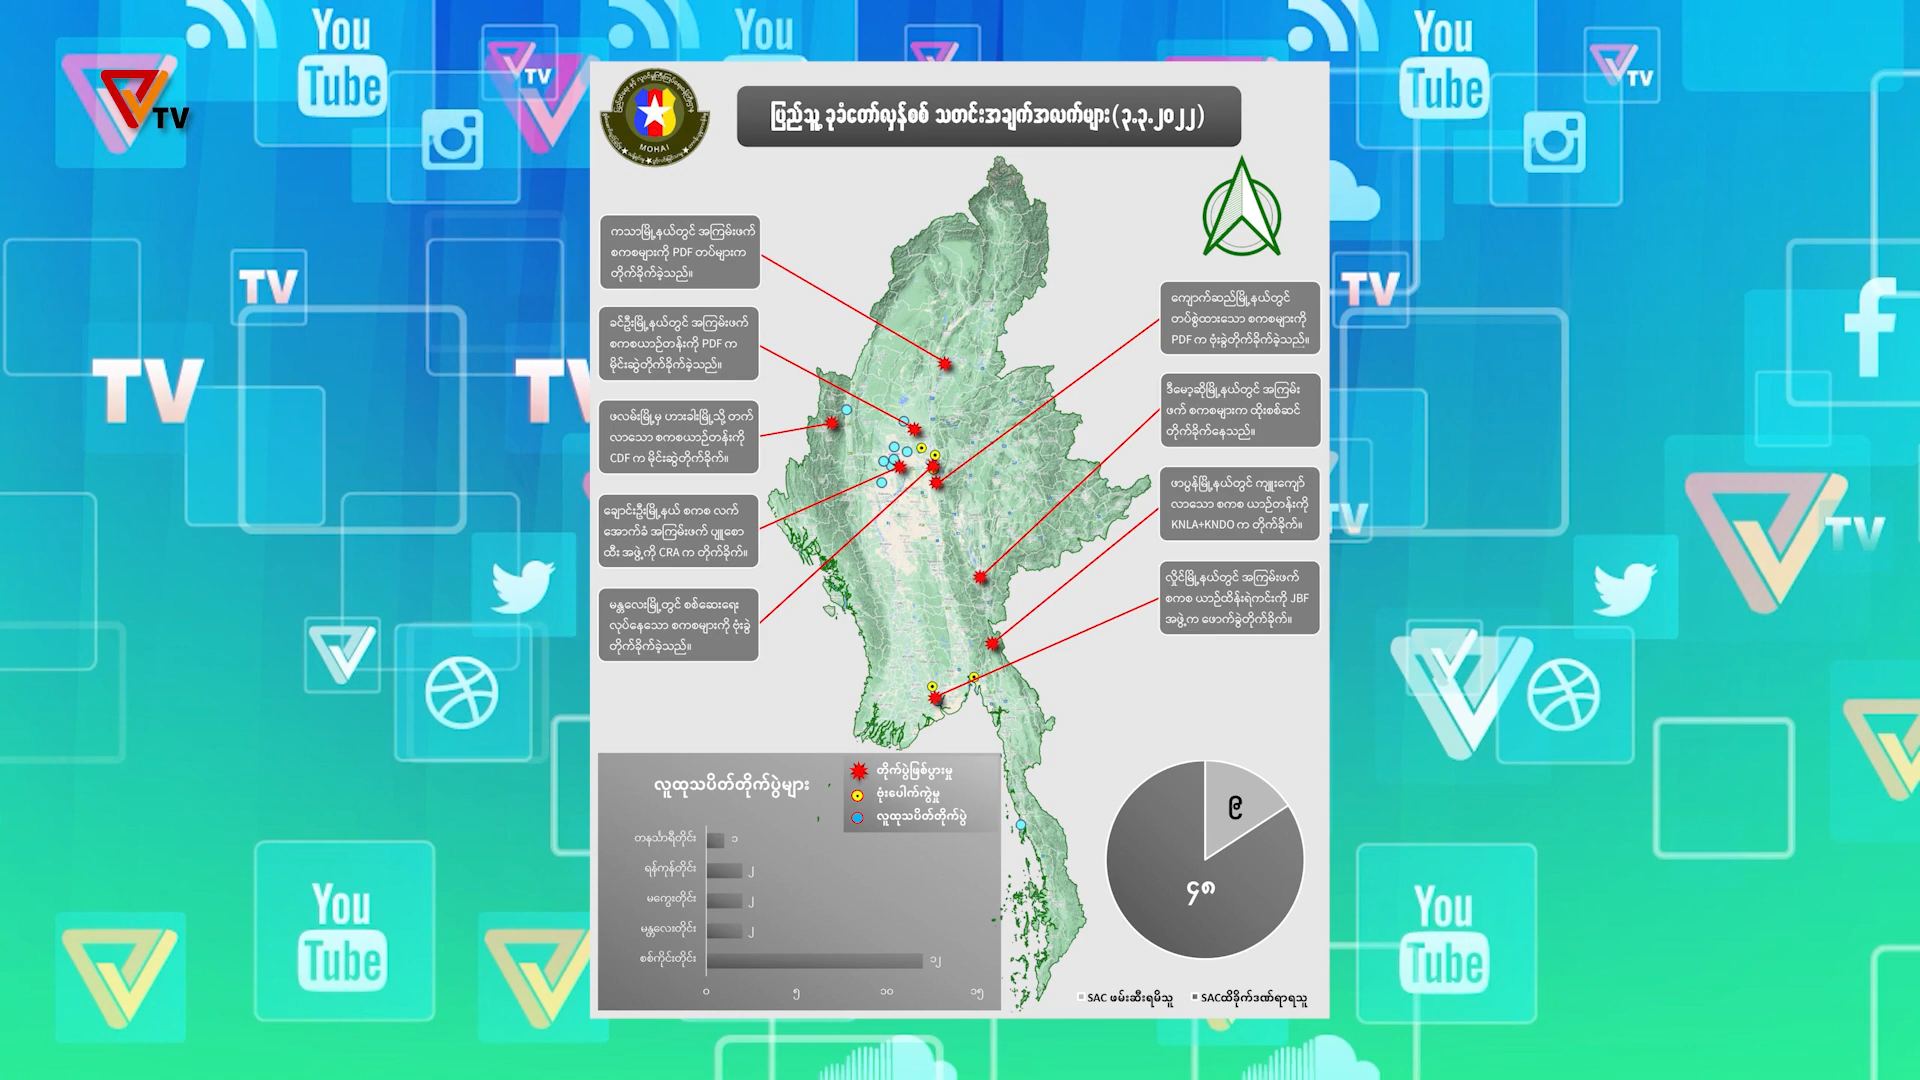 ပြည်သူ့ ခုခံတော်လှန်စစ် သတင်းအချက်အလက်များ (၃.၃.၂၀၂၂)
MOHAI
ကသာမြို့နယ်တွင် အကြမ်းဖက်
စကစများကို PDF တပ်များက
တိုက်ခိုက်ခဲ့သည်။
ခင်ဦးမြို့နယ်တွင် အကြမ်းဖက်
စကစယာဉ်တန်းကို PDF က
မိုင်းဆွဲတိုက်ခိုက်ခဲ့သည်။
ဖလမ်းမြို့မှ ဟားခါးမြို့သို့ တက်
လာသော စကစယာဉ်တန်းကို
CDF က မိုင်းဆွဲတိုက်ခိုက်။
ချောင်းဦးမြို့နယ် စကစ လက်
အောက်ခံ အကြမ်းဖက် ပျူစော
ထီး အဖွဲ့ကို CRA က တိုက်ခိုက်။
မန္တလေးမြို့တွင် စစ်ဆေးရေး
လုပ်နေသော စကစများကို ဗုံးခွဲ
တိုက်ခိုက်ခဲ့သည်။
ကျောက်ဆည်မြို့နယ်တွင်
တပ်စွဲထားသော စကစများကို
PDF က ဗုံးခွဲတိုက်ခိုက်ခဲ့သည်။
ဒီမော့ဆိုမြို့နယ်တွင် အကြမ်း
ဖက် စကစများက ထိုးစစ်ဆင်
တိုက်ခိုက်နေသည်။
ဖာပွန်မြို့နယ်တွင် ကျူးကျော်
လာသော စကစ ယာဉ်တန်းကို
KNLA+KNDO က တိုက်ခိုက်။
လှိုင်မြို့နယ်တွင် အကြမ်းဖက်
စကစ ယာဉ်ထိန်းရဲကင်းကို JBF
အဖွဲ့က ဖောက်ခွဲတိုက်ခိုက်။
လူထုသပိတ်တိုက်ပွဲများ
တိုက်ပွဲဖြစ်ပွားမှု
ဗုံးပေါက်ကွဲမှု
လူထုသပိတ်တိုက်ပွဲ
တနင်္သာရီတိုင်း ၁
ရန်ကုန်တိုင်း ၂
မကွေးတိုင်း ၂
မန္တလေးတိုင်း ၂
စစ်ကိုင်းတိုင်း ၁၂
၀ ၅ ၁၀ ၁၅
၉
၄၈
SAC ဖမ်းဆီးရမိသူ SACထိခိုက်ဒဏ်ရာရသူ
TV
You
Tube
You
Tube
You
Tube
You
Tube
You
TV
TV
TV
TV
TV
TV
TV
TV